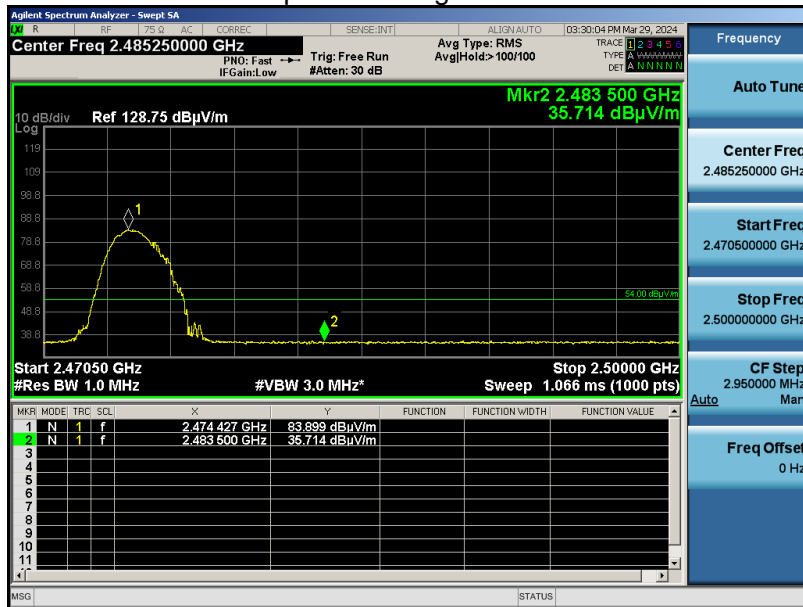 Agilent Spectrum Analyzer - Swept SA
LXI R RF 75 Ω AC CORREC SENSE:INT ALIGN AUTO 03:30:04 PM Mar 29, 2024
Center Freq 2.485250000 GHz
PNO: Fast
IFGain:Low
Trig: Free Run
#Atten: 30 dB
Avg Type: RMS
Avg|Hold:>100/100
TRACE 1 2 3 4 5 6
TYPE A WWWWW
DET A N N N N N
Mkr2 2.483 500 GHz
35.714 dBµV/m
10 dB/div Ref 128.75 dBµV/m
Log
119
109
98.8
88.8
78.8
68.8
58.8
48.8
38.8
1
2
54.00 dBµV/m
Start 2.47050 GHz Stop 2.50000 GHz
#Res BW 1.0 MHz #VBW 3.0 MHz* Sweep 1.066 ms (1000 pts)
MKR MODE TRC SCL X Y FUNCTION FUNCTION WIDTH FUNCTION VALUE
1 N 1 f 2.474 427 GHz 83.899 dBµV/m
2 N 1 f 2.483 500 GHz 35.714 dBµV/m
3
4
5
6
7
8
9
10
11
MSG STATUS
Frequency
Auto Tune
Center Freq
2.485250000 GHz
Start Freq
2.470500000 GHz
Stop Freq
2.500000000 GHz
CF Step
2.950000 MHz
Auto Man
Freq Offset
0 Hz